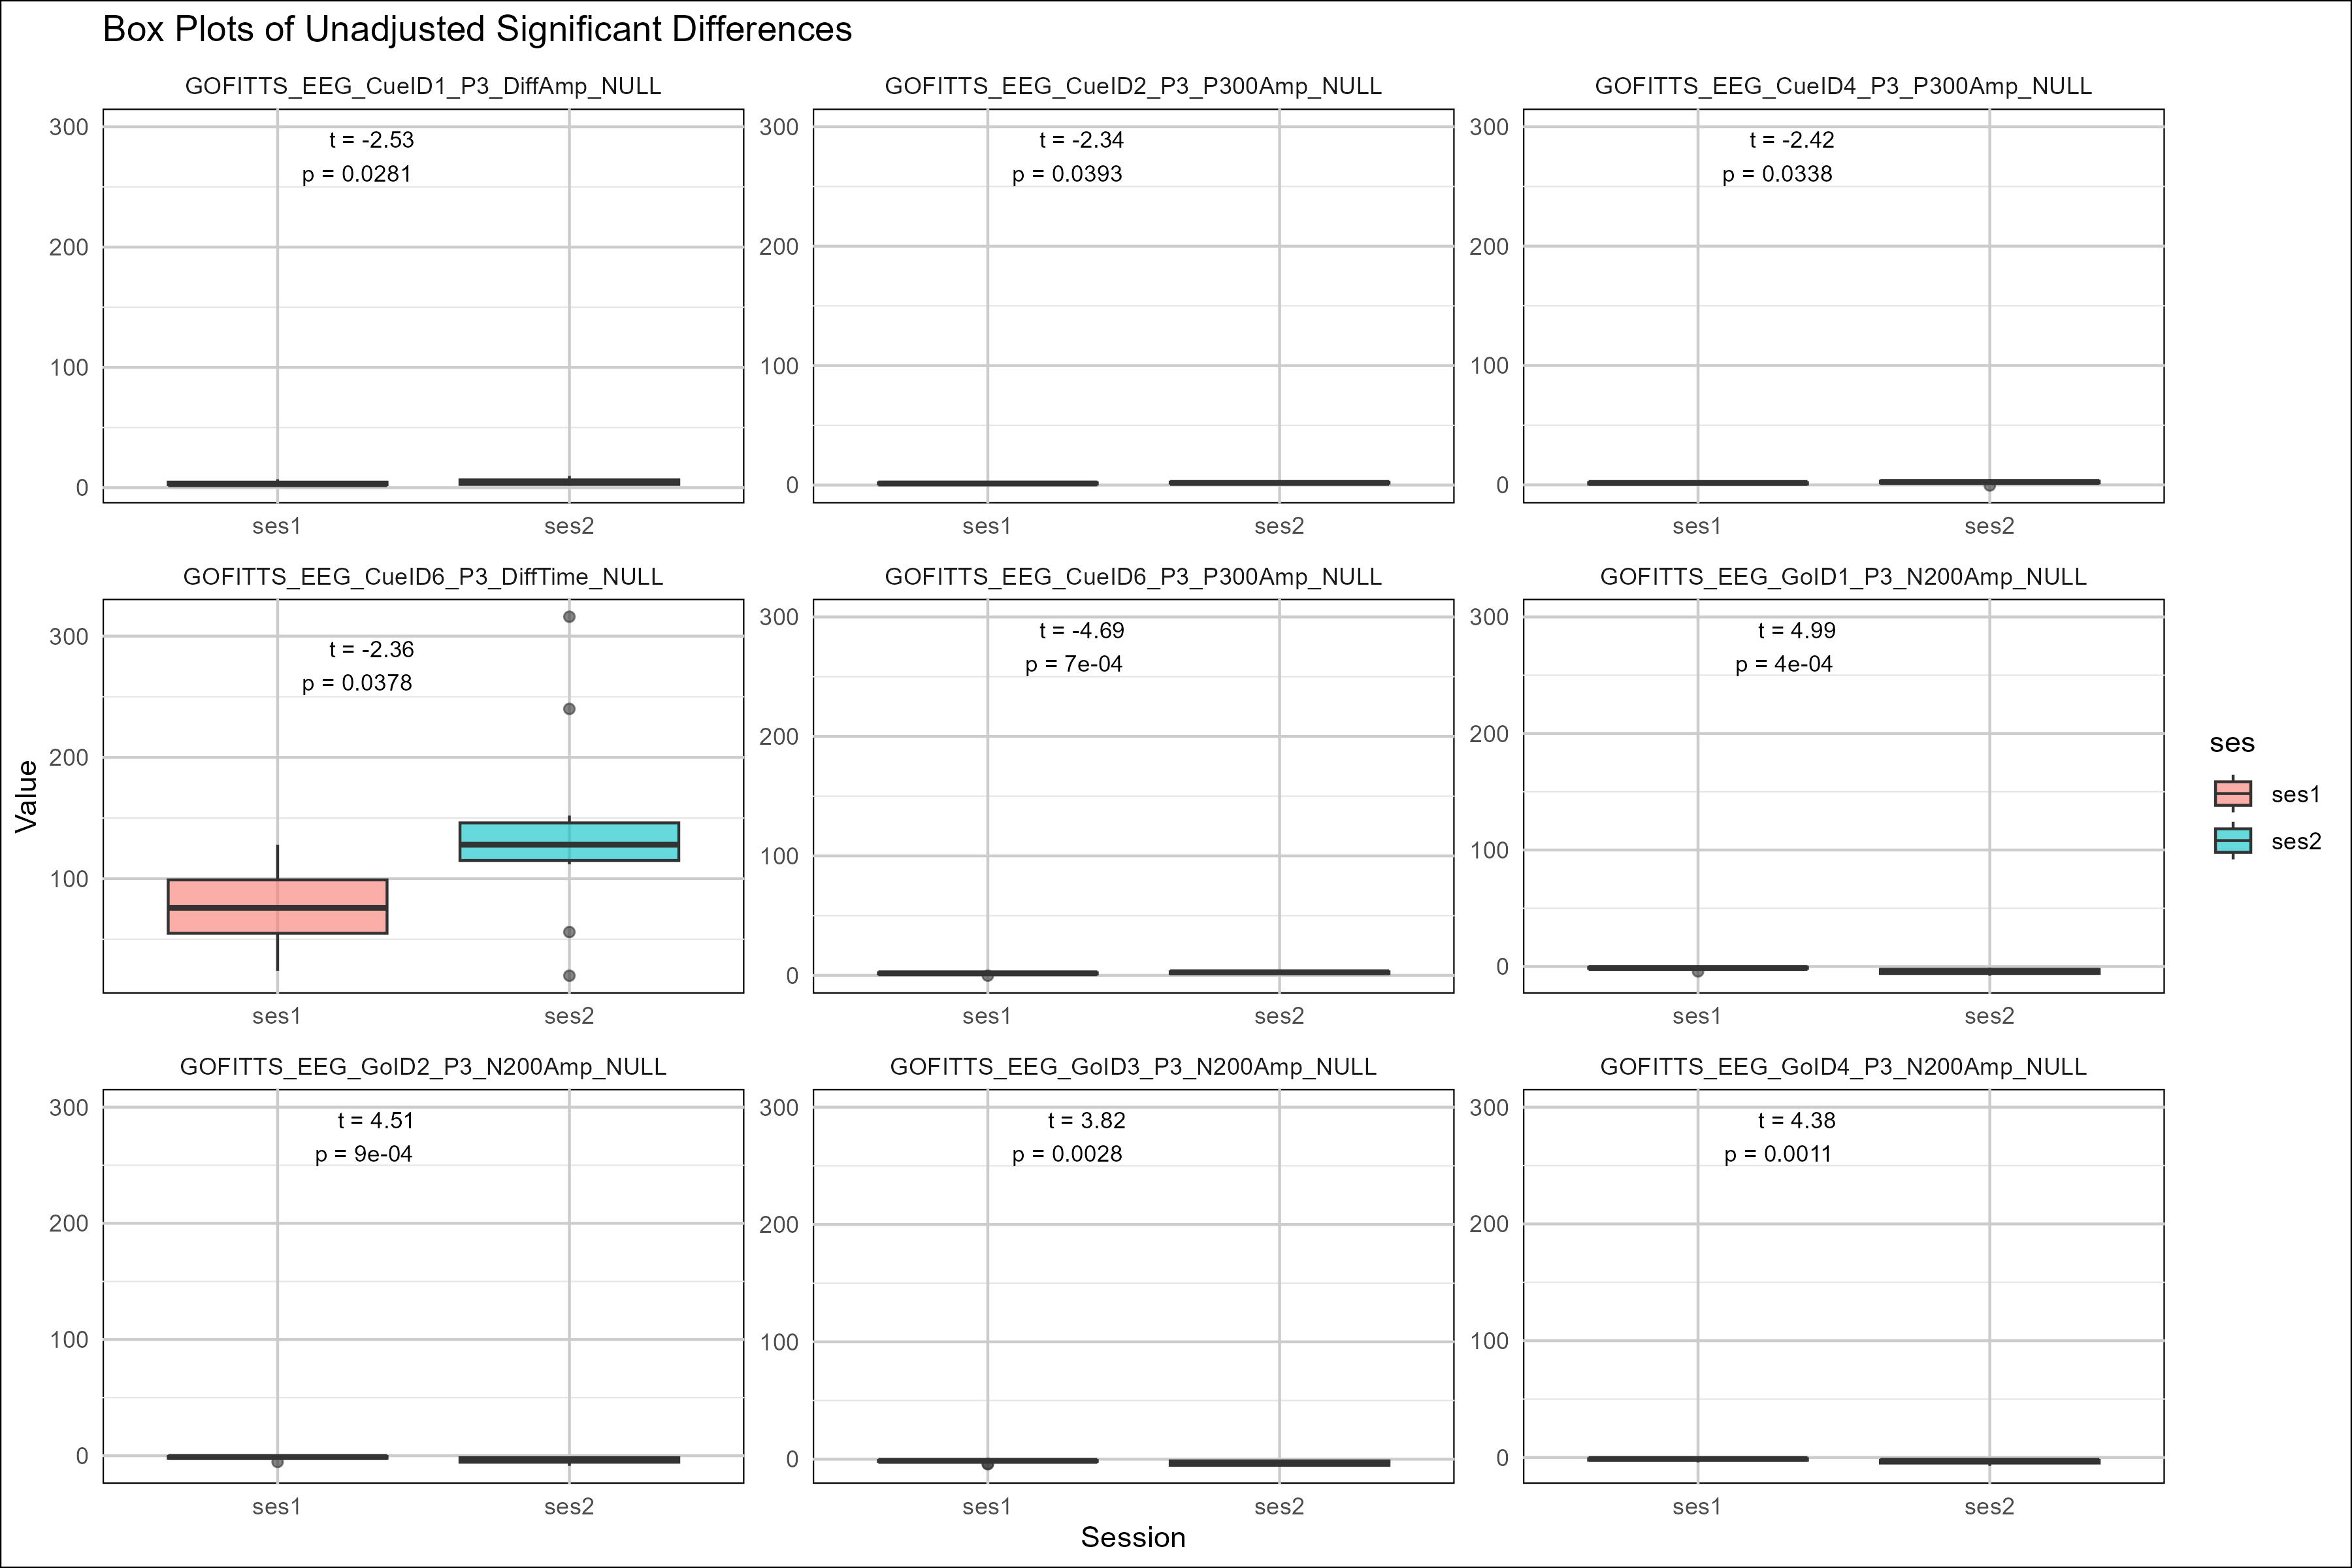 Box Plots of Unadjusted Significant Differences
GOFITTS_EEG_CueID1_P3_DiffAmp_NULL
300
t = -2.53
p = 0.0281
200
100
0
ses1
ses2
GOFITTS_EEG_CueID2_P3_P300Amp_NULL
300
t = -2.34
p = 0.0393
200
100
0
ses1
ses2
GOFITTS_EEG_CueID4_P3_P300Amp_NULL
300
t = -2.42
p = 0.0338
200
100
0
ses1
ses2
GOFITTS_EEG_CueID6_P3_DiffTime_NULL
300
t = -2.36
p = 0.0378
200
100
ses1
ses2
GOFITTS_EEG_CueID6_P3_P300Amp_NULL
300
t = -4.69
p = 7e-04
200
100
0
ses1
ses2
GOFITTS_EEG_GoID1_P3_N200Amp_NULL
300
t = 4.99
p = 4e-04
200
100
0
ses1
ses2
GOFITTS_EEG_GoID2_P3_N200Amp_NULL
300
t = 4.51
p = 9e-04
200
100
0
ses1
ses2
GOFITTS_EEG_GoID3_P3_N200Amp_NULL
300
t = 3.82
p = 0.0028
200
100
0
ses1
ses2
GOFITTS_EEG_GoID4_P3_N200Amp_NULL
300
t = 4.38
p = 0.0011
200
100
0
ses1
ses2
Value
Session
ses
ses1
ses2